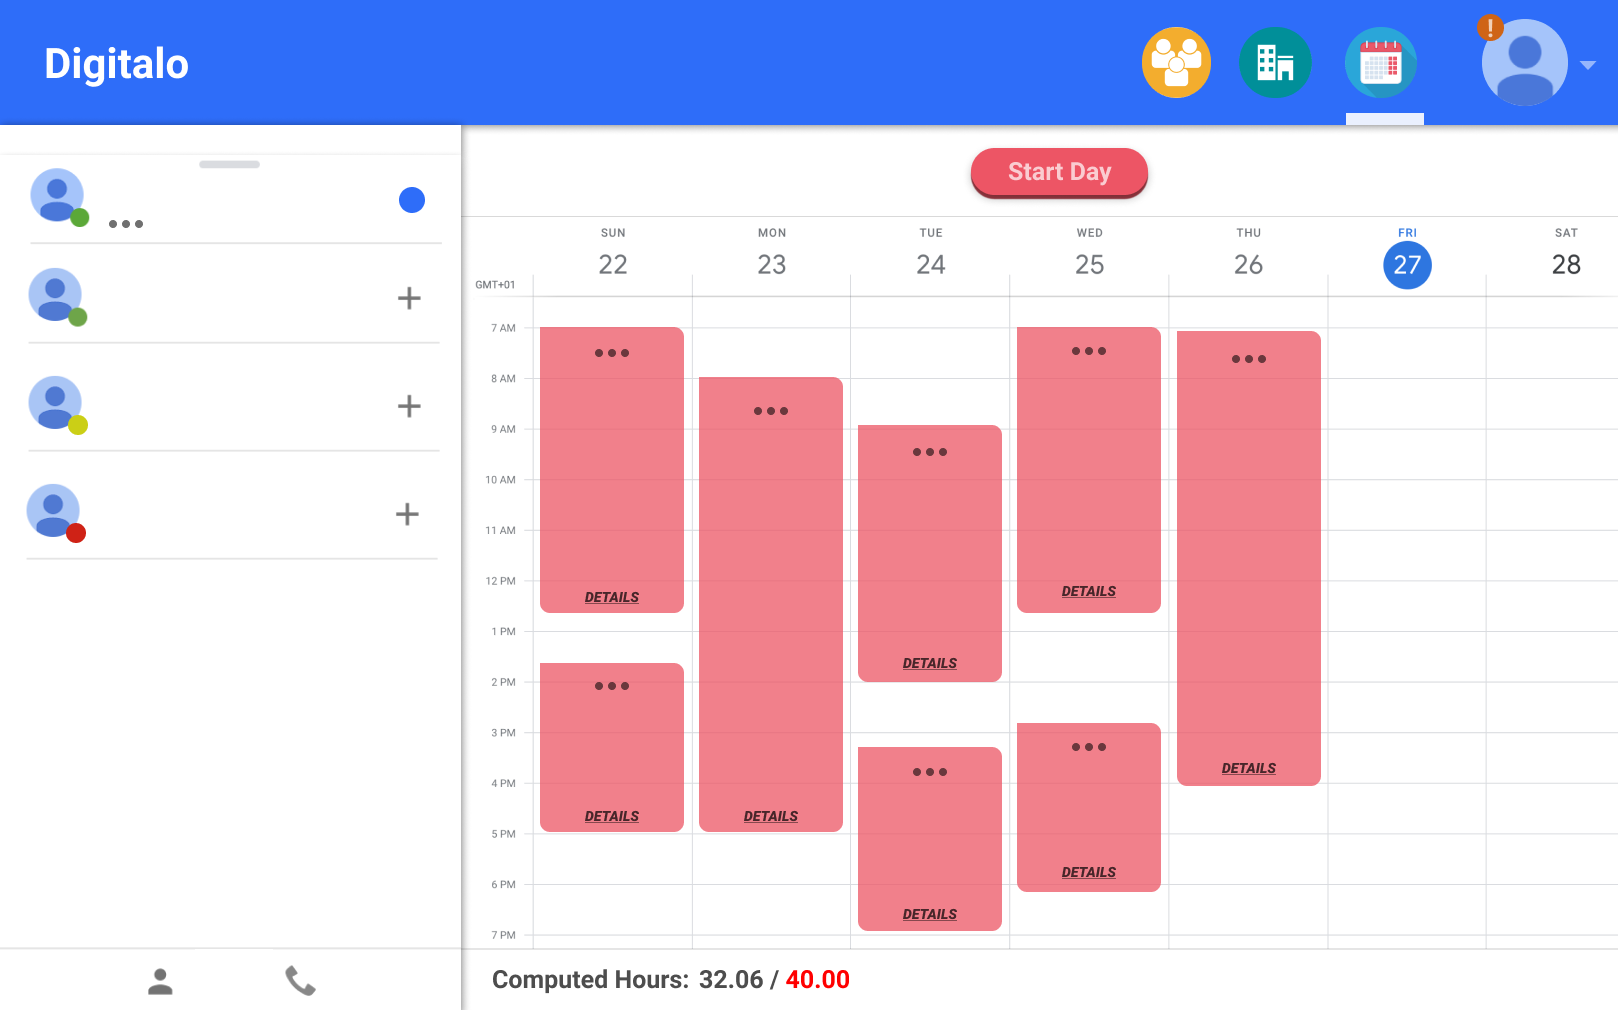 Digitalo
!
Start Day
SUN MON TUE WED THU FRI SAT
22 23 24 25 26 27 28
GMT+01
7 AM
8 AM
9 AM
10 AM
11 AM
12 PM
DETAILS DETAILS
1 PM
DETAILS
2 PM
3 PM
DETAILS
4 PM
DETAILS DETAILS
5 PM
DETAILS
6 PM
DETAILS
7 PM
Computed Hours: 32.06 / 40.00